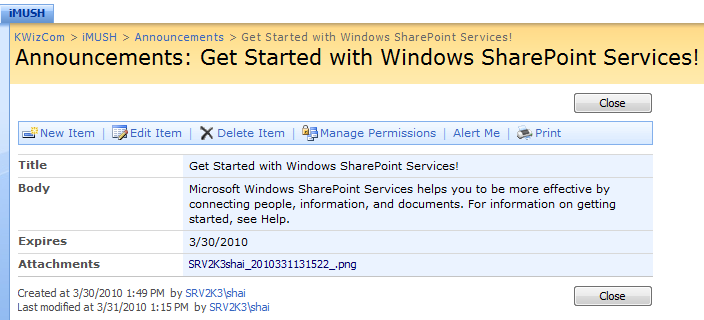 iMUSH
KWizCom > iMUSH > Announcements > Get Started with Windows SharePoint Services!
Announcements: Get Started with Windows SharePoint Services!
Close
New Item | Edit Item | Delete Item | Manage Permissions | Alert Me | Print
Title Get Started with Windows SharePoint Services!
Body Microsoft Windows SharePoint Services helps you to be more effective by
connecting people, information, and documents. For information on getting
started, see Help.
Expires 3/30/2010
Attachments SRV2K3shai_2010331131522_.png
Created at 3/30/2010 1:49 PM by SRV2K3\shai
Close
Last modified at 3/31/2010 1:15 PM by SRV2K3\shai